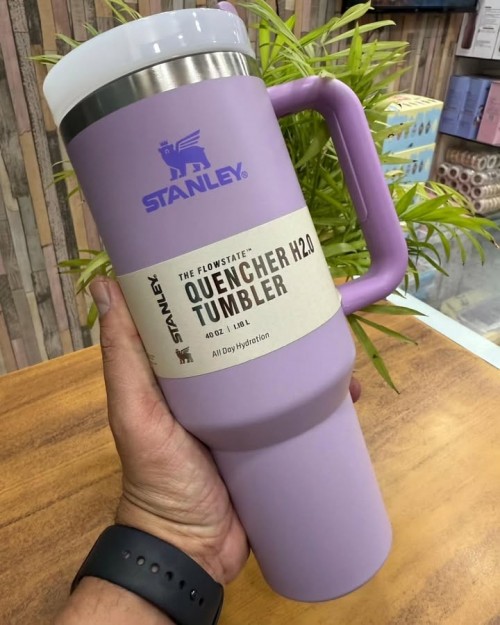 STANLEY®
THE FLOWSTATE™
QUENCHER H2.0
TUMBLER
40 OZ | 1.18 L
All Day Hydration
STANLEY.